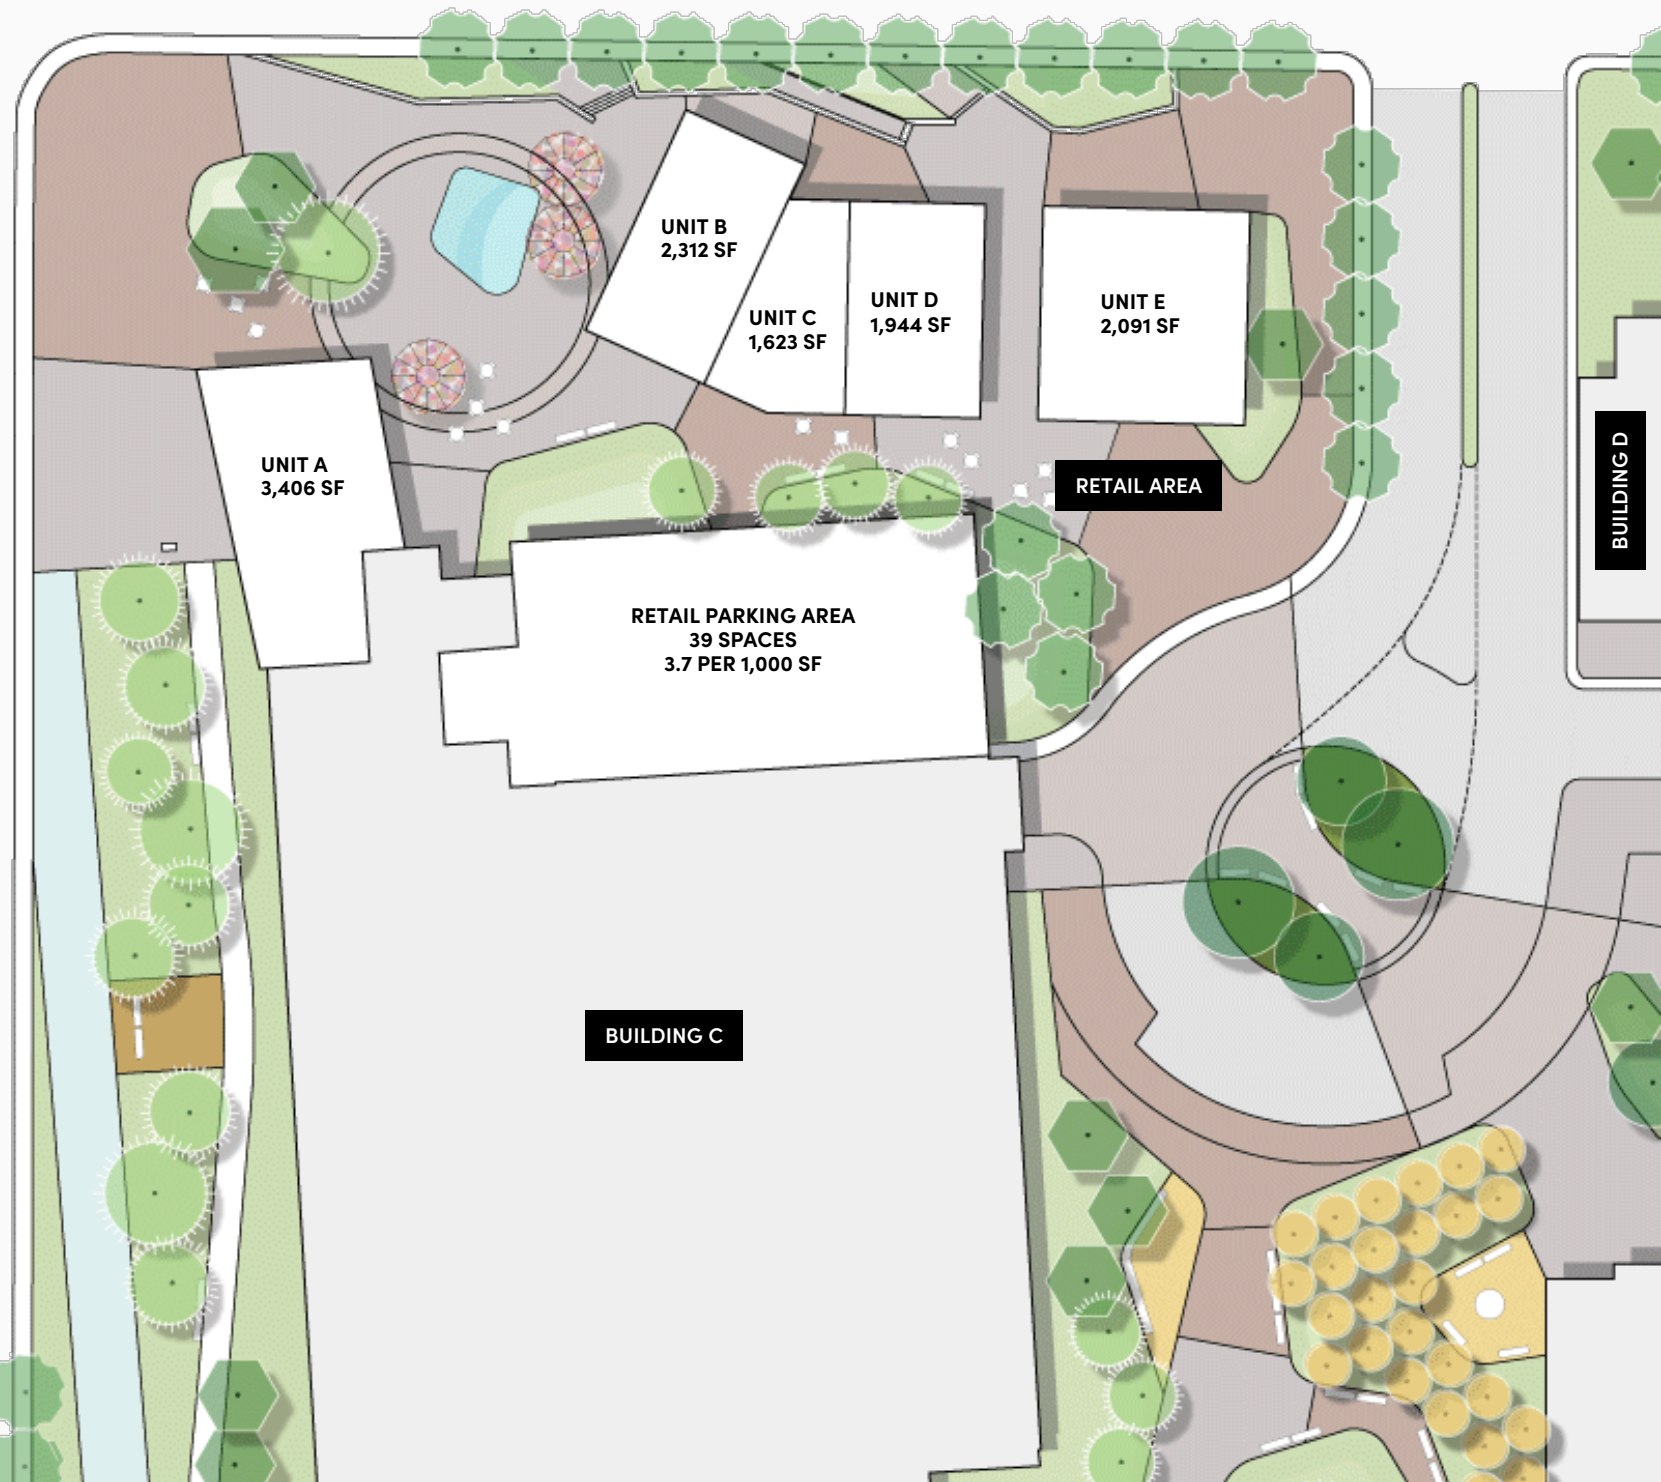 UNIT B
2,312 SF
UNIT C
1,623 SF
UNIT D
1,944 SF
UNIT E
2,091 SF
UNIT A
3,406 SF
RETAIL AREA
BUILDING D
RETAIL PARKING AREA
39 SPACES
3.7 PER 1,000 SF
BUILDING C